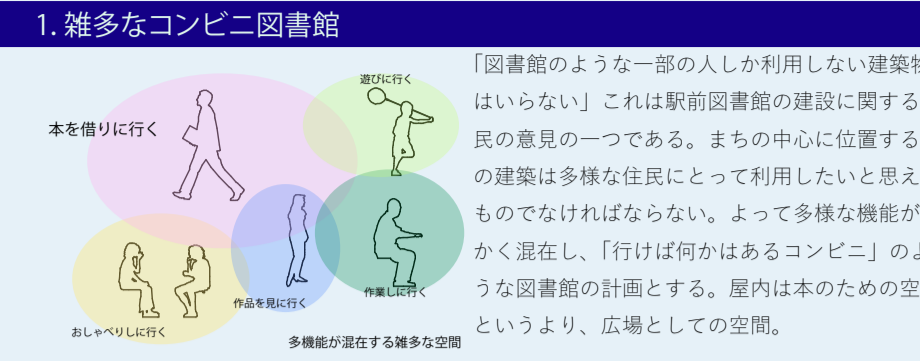 1. 雑多なコンビニ図書館
遊びに行く
本を借りに行く
作業しに行く
作品を見に行く
おしゃべりしに行く
多機能が混在する雑多な空間
「図書館のような一部の人しか利用しない建築物
はいらない」これは駅前図書館の建設に関する
民の意見の一つである。まちの中心に位置する
の建築は多様な住民にとって利用したいと思え
ものでなければならない。よって多様な機能が
かく混在し、「行けば何かはあるコンビニ」のよ
うな図書館の計画とする。屋内は本のための空
というより、広場としての空間。